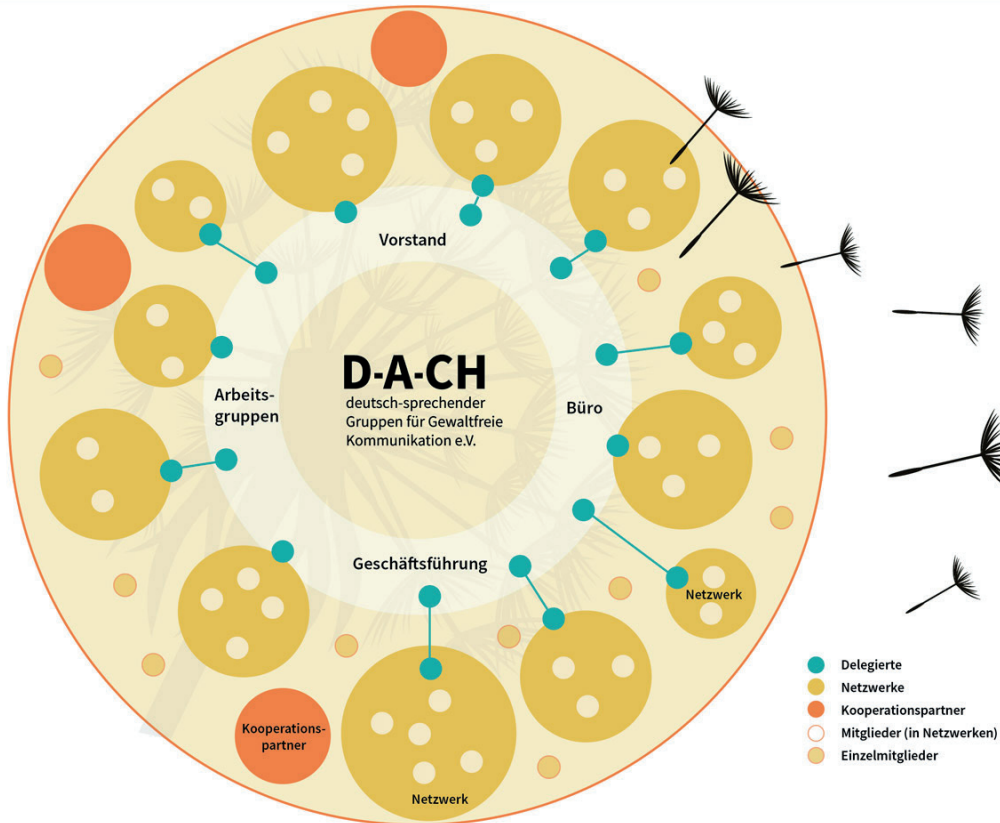 Vorstand
D-A-CH
deutsch-sprechender
Gruppen für Gewaltfreie
Kommunikation e.V.
Arbeits-
gruppen
Büro
Geschäftsführung
Netzwerk
Kooperations-
partner
Netzwerk
Delegierte
Netzwerke
Kooperationspartner
Mitglieder (in Netzwerken)
Einzelmitglieder